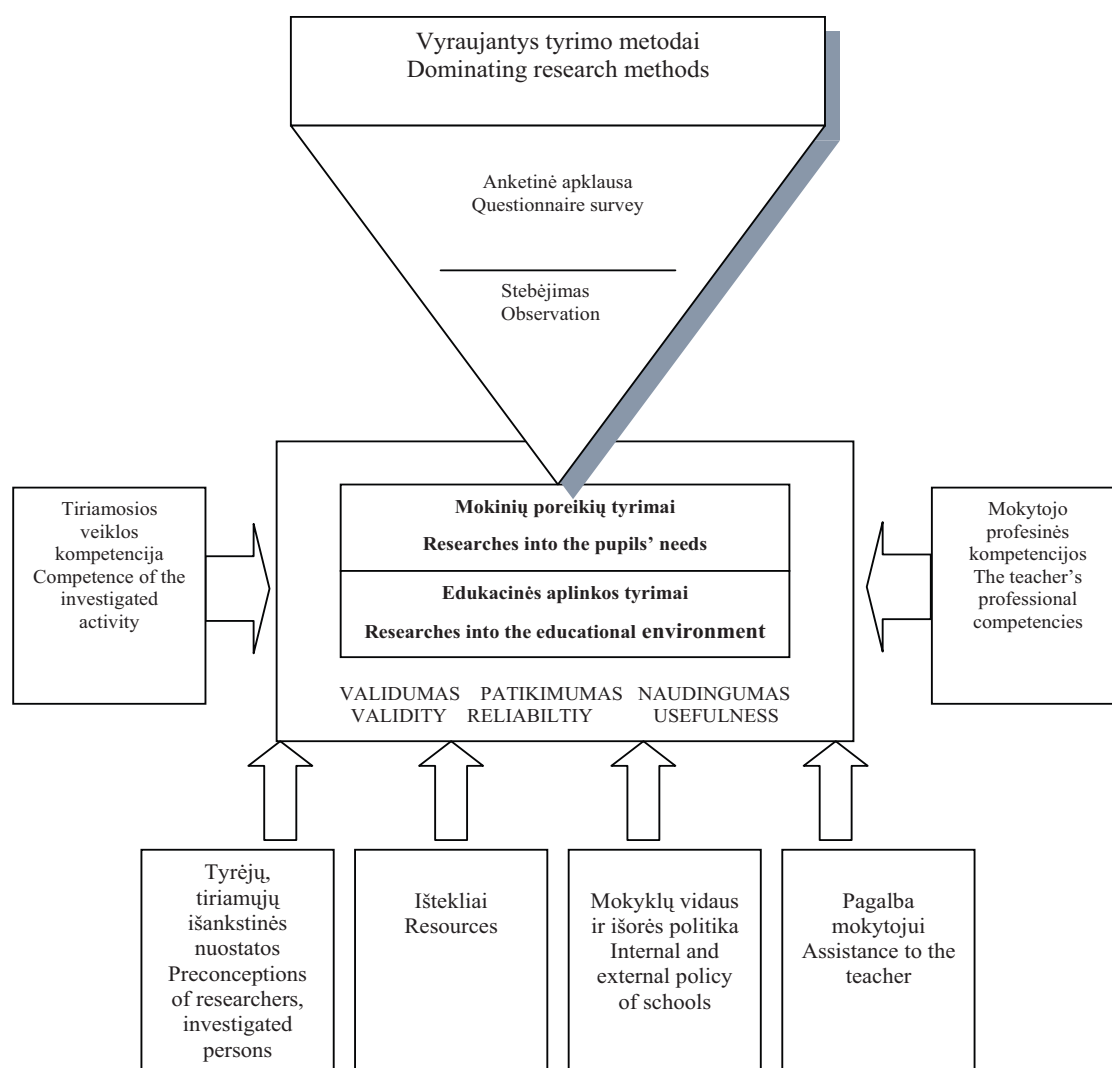 Vyraujantys tyrimo metodai
Dominating research methods
Anketinė apklausa
Questionnaire survey
Stebėjimas
Observation
Tiriamosios
veiklos
kompetencija
Competence of the
investigated
activity
Mokinių poreikių tyrimai
Researches into the pupils’ needs
Edukacinės aplinkos tyrimai
Researches into the educational environment
VALIDUMAS PATIKIMUMAS NAUDINGUMAS
VALIDITY RELIABILTIY USEFULNESS
Mokytojo
profesinės
kompetencijos
The teacher’s
professional
competencies
Tyrėjų,
tiriamųjų
išankstinės
nuostatos
Preconceptions
of researchers,
investigated
persons
Ištekliai
Resources
Mokyklų vidaus
ir išorės politika
Internal and
external policy
of schools
Pagalba
mokytojui
Assistance to the
teacher